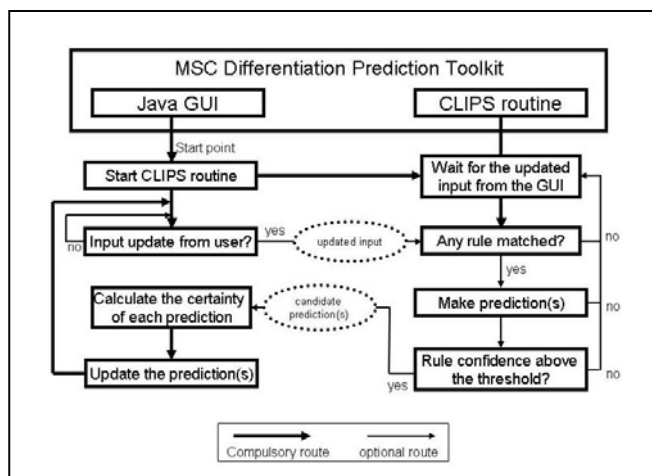 MSC Differentiation Prediction Toolkit
Java GUI
CLIPS routine
Start point
Start CLIPS routine
Wait for the updated
input from the GUI
no
Input update from user?
yes
updated input
Any rule matched?
no
yes
Calculate the certainty
of each prediction
candidate
prediction(s)
Make prediction(s)
no
Update the prediction(s)
yes
Rule confidence above
the threshold?
no
Compulsory route
optional route